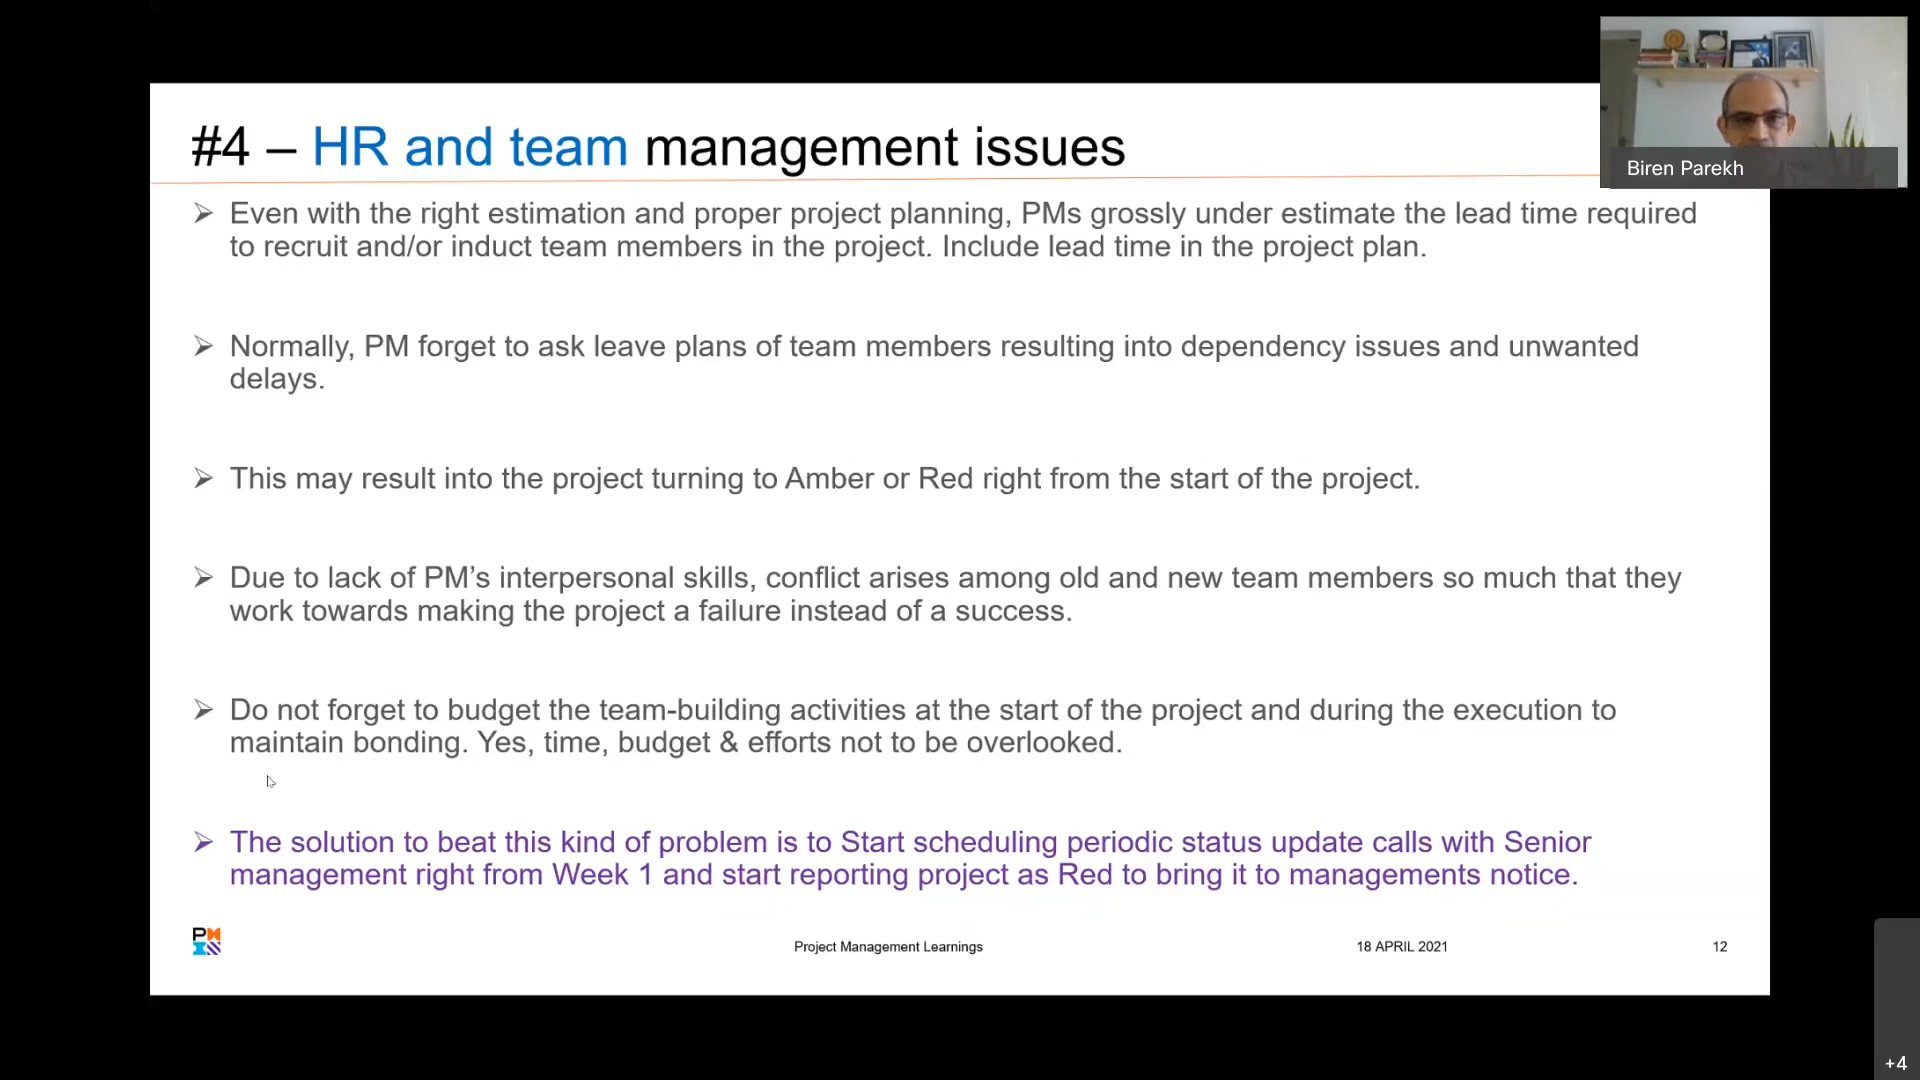 #4 – HR and team management issues
Biren Parekh
➢ Even with the right estimation and proper project planning, PMs grossly under estimate the lead time required
to recruit and/or induct team members in the project. Include lead time in the project plan.
➢ Normally, PM forget to ask leave plans of team members resulting into dependency issues and unwanted
delays.
➢ This may result into the project turning to Amber or Red right from the start of the project.
➢ Due to lack of PM’s interpersonal skills, conflict arises among old and new team members so much that they
work towards making the project a failure instead of a success.
➢ Do not forget to budget the team-building activities at the start of the project and during the execution to
maintain bonding. Yes, time, budget & efforts not to be overlooked.
➢ The solution to beat this kind of problem is to Start scheduling periodic status update calls with Senior
management right from Week 1 and start reporting project as Red to bring it to managements notice.
Project Management Learnings
18 APRIL 2021
12
+4